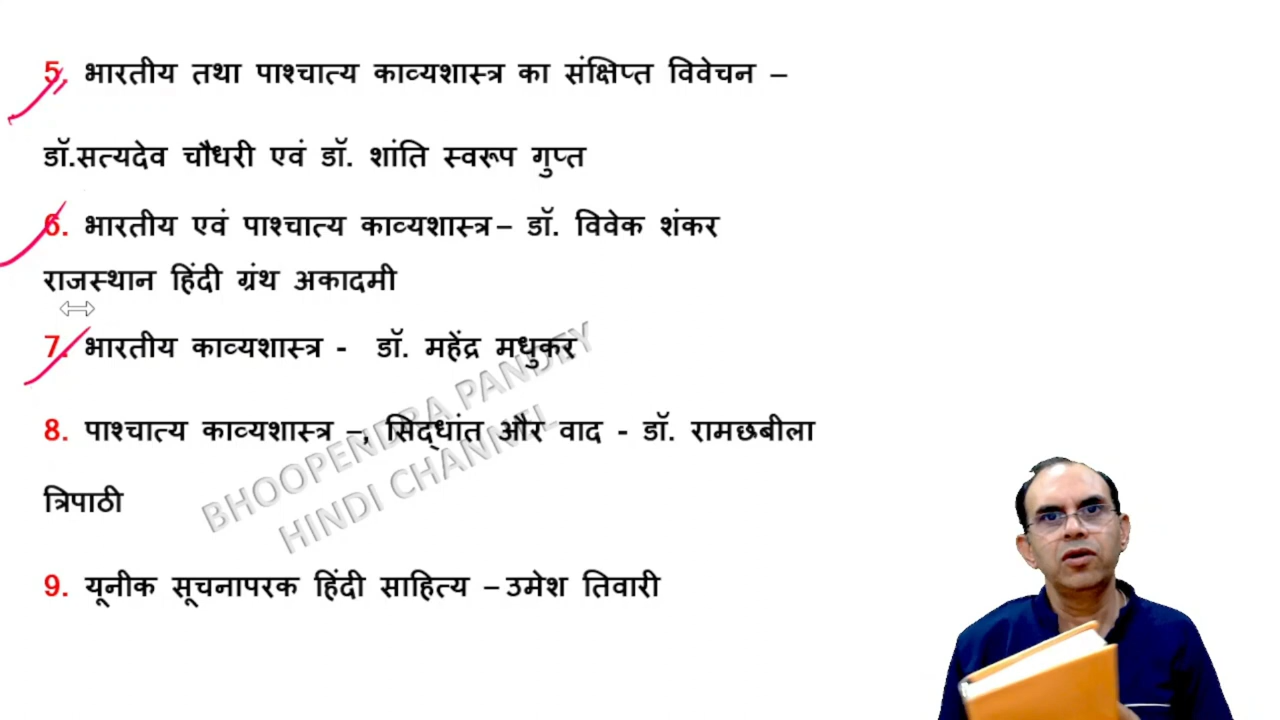 5. भारतीय तथा पाश्चात्य काव्यशास्त्र का संक्षिप्त विवेचन –
डॉ.सत्यदेव चौधरी एवं डॉ. शांति स्वरूप गुप्त
6. भारतीय एवं पाश्चात्य काव्यशास्त्र– डॉ. विवेक शंकर
राजस्थान हिंदी ग्रंथ अकादमी
7. भारतीय काव्यशास्त्र - डॉ. महेंद्र मधुकर
8. पाश्चात्य काव्यशास्त्र –, सिद्धांत और वाद - डॉ. रामछबीला
त्रिपाठी
9. यूनीक सूचनापरक हिंदी साहित्य –उमेश तिवारी
BHOOPENDRA PANDEY
HINDI CHANNEL